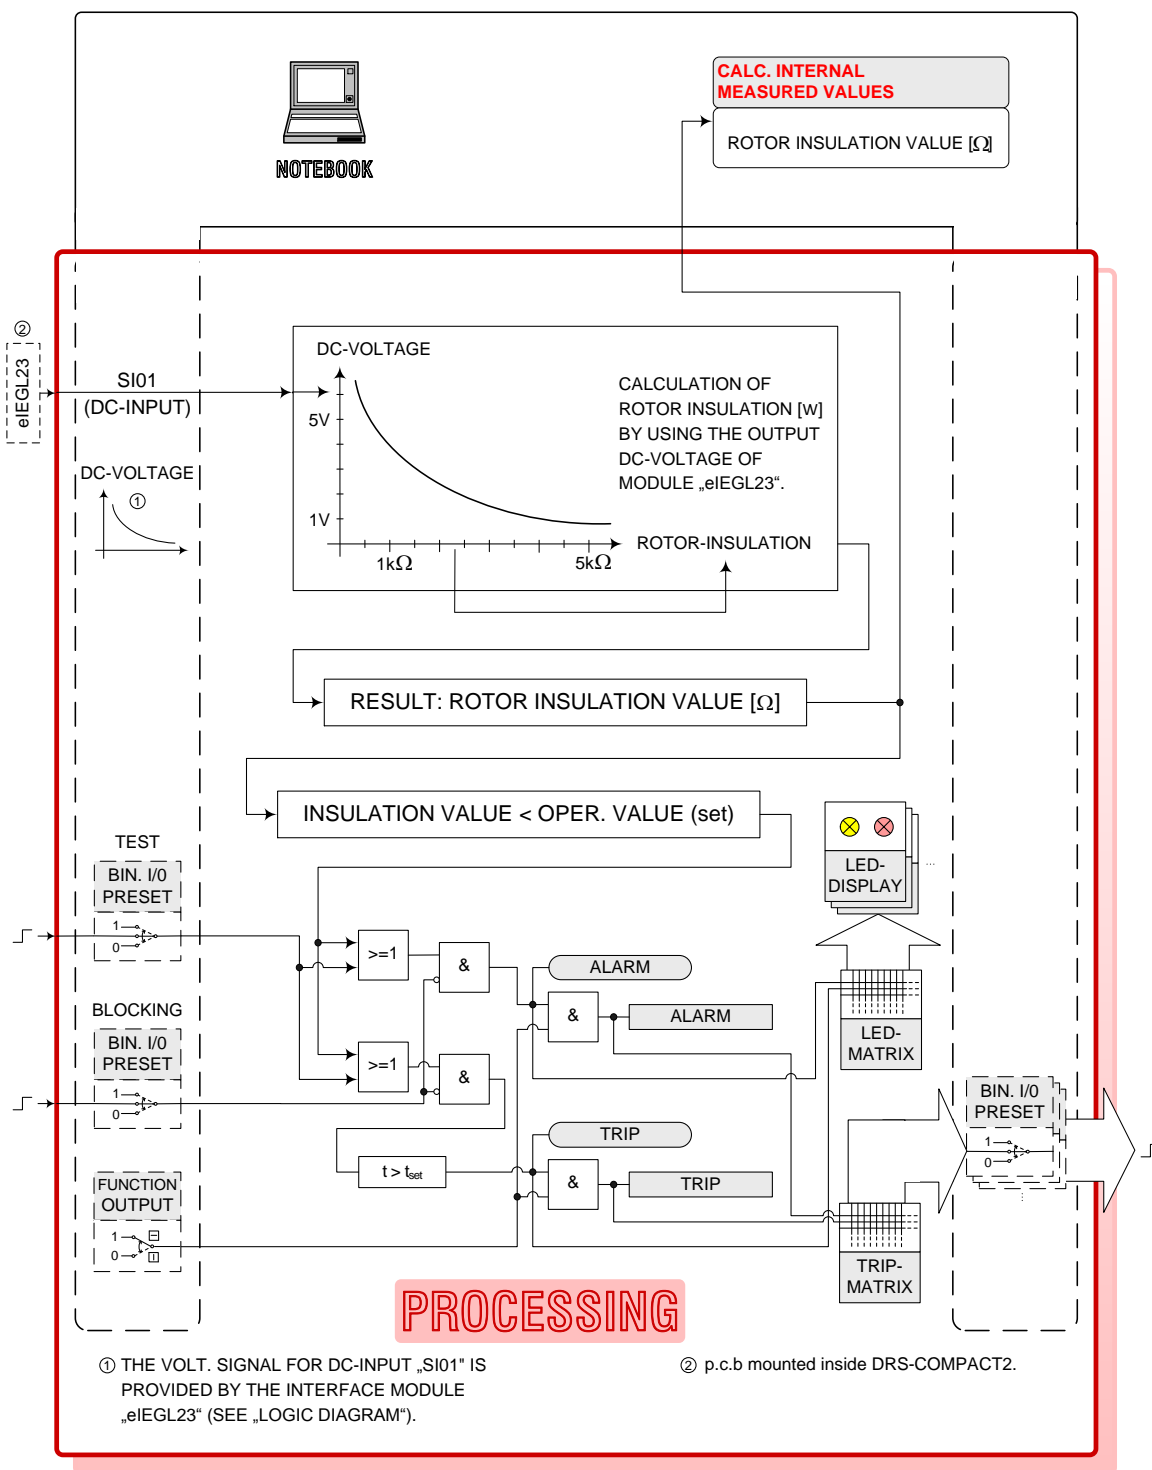 CALC. INTERNAL
MEASURED VALUES
ROTOR INSULATION VALUE [Ω]
NOTEBOOK
②
eIEGL23
SI01
(DC-INPUT)
DC-VOLTAGE
①
DC-VOLTAGE
5V
1V
1kΩ
5kΩ
ROTOR-INSULATION
CALCULATION OF
ROTOR INSULATION [w]
BY USING THE OUTPUT
DC-VOLTAGE OF
MODULE „eIEGL23“.
RESULT: ROTOR INSULATION VALUE [Ω]
INSULATION VALUE < OPER. VALUE (set)
TEST
BIN. I/0
PRESET
1
0
>=1
&
ALARM
&
ALARM
LED-
DISPLAY
...
LED-
MATRIX
BLOCKING
BIN. I/0
PRESET
1
0
>=1
&
TRIP
t > tset
&
TRIP
BIN. I/0
PRESET
1
0
...
FUNCTION
OUTPUT
1
0
TRIP-
MATRIX
PROCESSING
① THE VOLT. SIGNAL FOR DC-INPUT „SI01" IS
PROVIDED BY THE INTERFACE MODULE
„eIEGL23“ (SEE „LOGIC DIAGRAM“).
② p.c.b mounted inside DRS-COMPACT2.